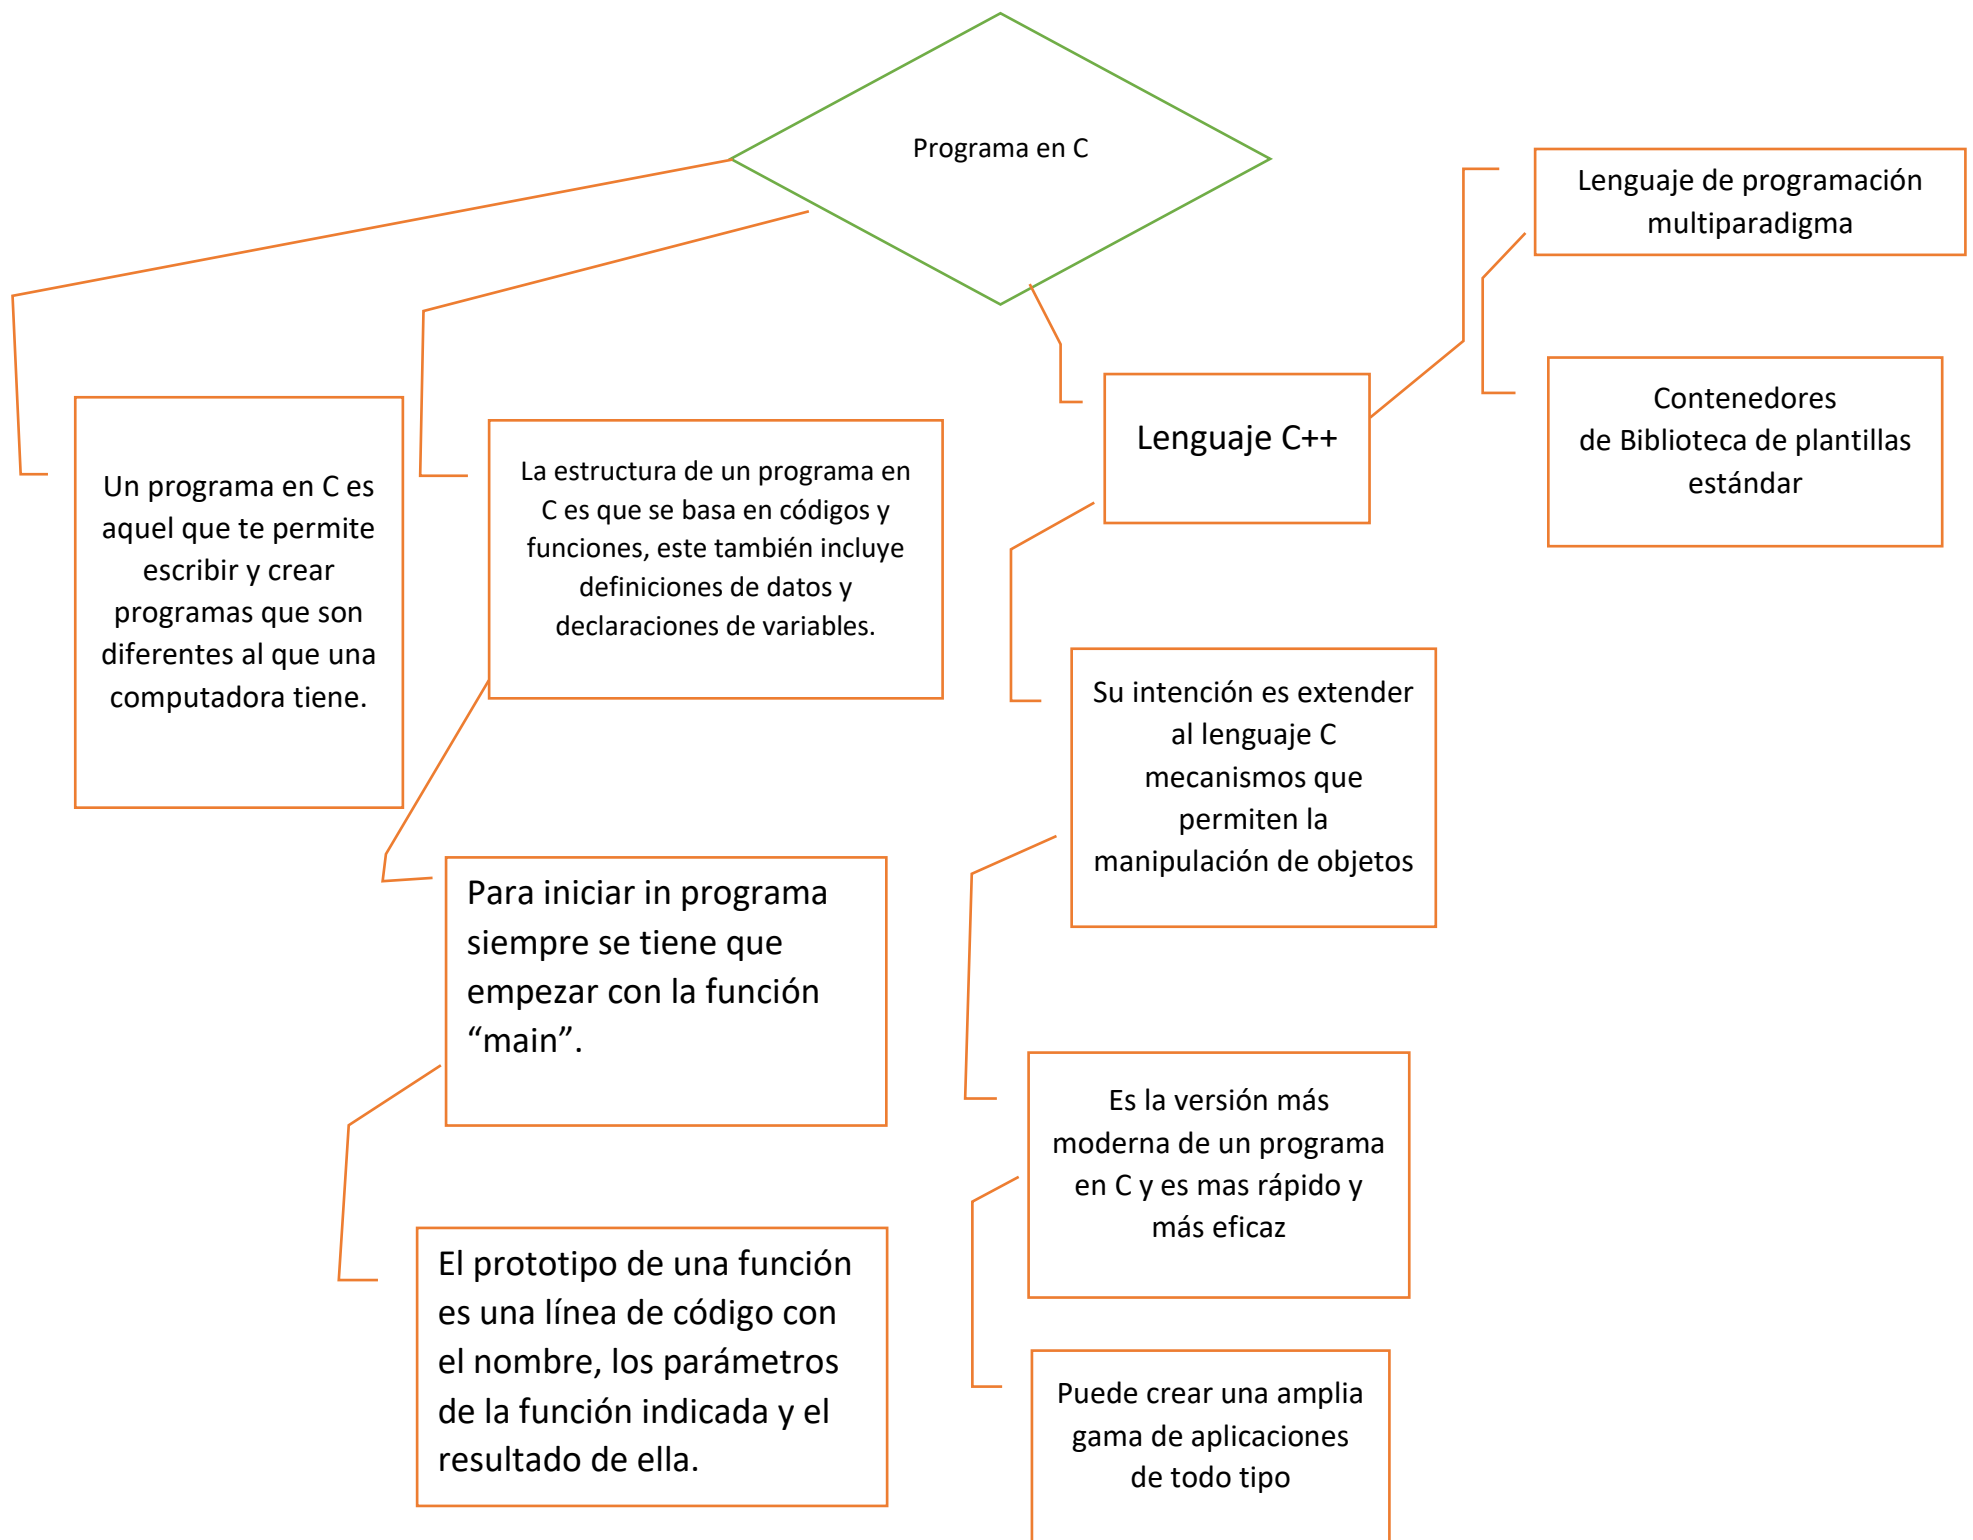 Programa en C
Un programa en C es
aquel que te permite
escribir y crear
programas que son
diferentes al que una
computadora tiene.
La estructura de un programa en
C es que se basa en códigos y
funciones, este también incluye
definiciones de datos y
declaraciones de variables.
Para iniciar in programa
siempre se tiene que
empezar con la función
“main”.
El prototipo de una función
es una línea de código con
el nombre, los parámetros
de la función indicada y el
resultado de ella.
Lenguaje C++
Su intención es extender
al lenguaje C
mecanismos que
permiten la
manipulación de objetos
Es la versión más
moderna de un programa
en C y es mas rápido y
más eficaz
Puede crear una amplia
gama de aplicaciones
de todo tipo
Lenguaje de programación
multiparadigma
Contenedores
de Biblioteca de plantillas
estándar